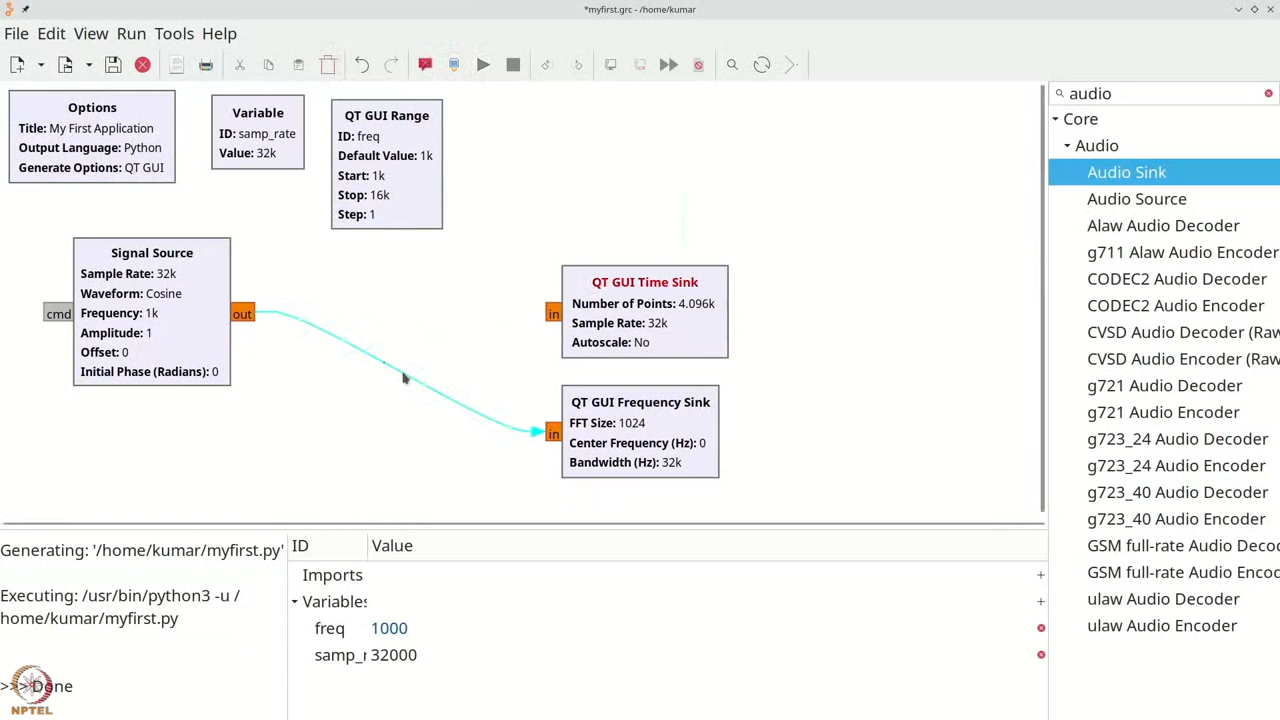 *myfirst.grc - /home/kumar
File Edit View Run Tools Help
Options
Title: My First Application
Output Language: Python
Generate Options: QT GUI
Variable
ID: samp_rate
Value: 32k
QT GUI Range
ID: freq
Default Value: 1k
Start: 1k
Stop: 16k
Step: 1
Signal Source
Sample Rate: 32k
Waveform: Cosine
Frequency: 1k
Amplitude: 1
Offset: 0
Initial Phase (Radians): 0
cmd
out
in
QT GUI Time Sink
Number of Points: 4.096k
Sample Rate: 32k
Autoscale: No
in
QT GUI Frequency Sink
FFT Size: 1024
Center Frequency (Hz): 0
Bandwidth (Hz): 32k
audio
Core
Audio
Audio Sink
Audio Source
Alaw Audio Decoder
g711 Alaw Audio Encoder
CODEC2 Audio Decoder
CODEC2 Audio Encoder
CVSD Audio Decoder (Raw
CVSD Audio Encoder (Raw
g721 Audio Decoder
g721 Audio Encoder
g723_24 Audio Decoder
g723_24 Audio Encoder
g723_40 Audio Decoder
g723_40 Audio Encoder
GSM full-rate Audio Deco
GSM full-rate Audio Enco
ulaw Audio Decoder
ulaw Audio Encoder
Generating: '/home/kumar/myfirst.py'
Executing: /usr/bin/python3 -u /
home/kumar/myfirst.py
>>> Done
NPTEL
ID Value
Imports
Variables
freq 1000
samp_r 32000